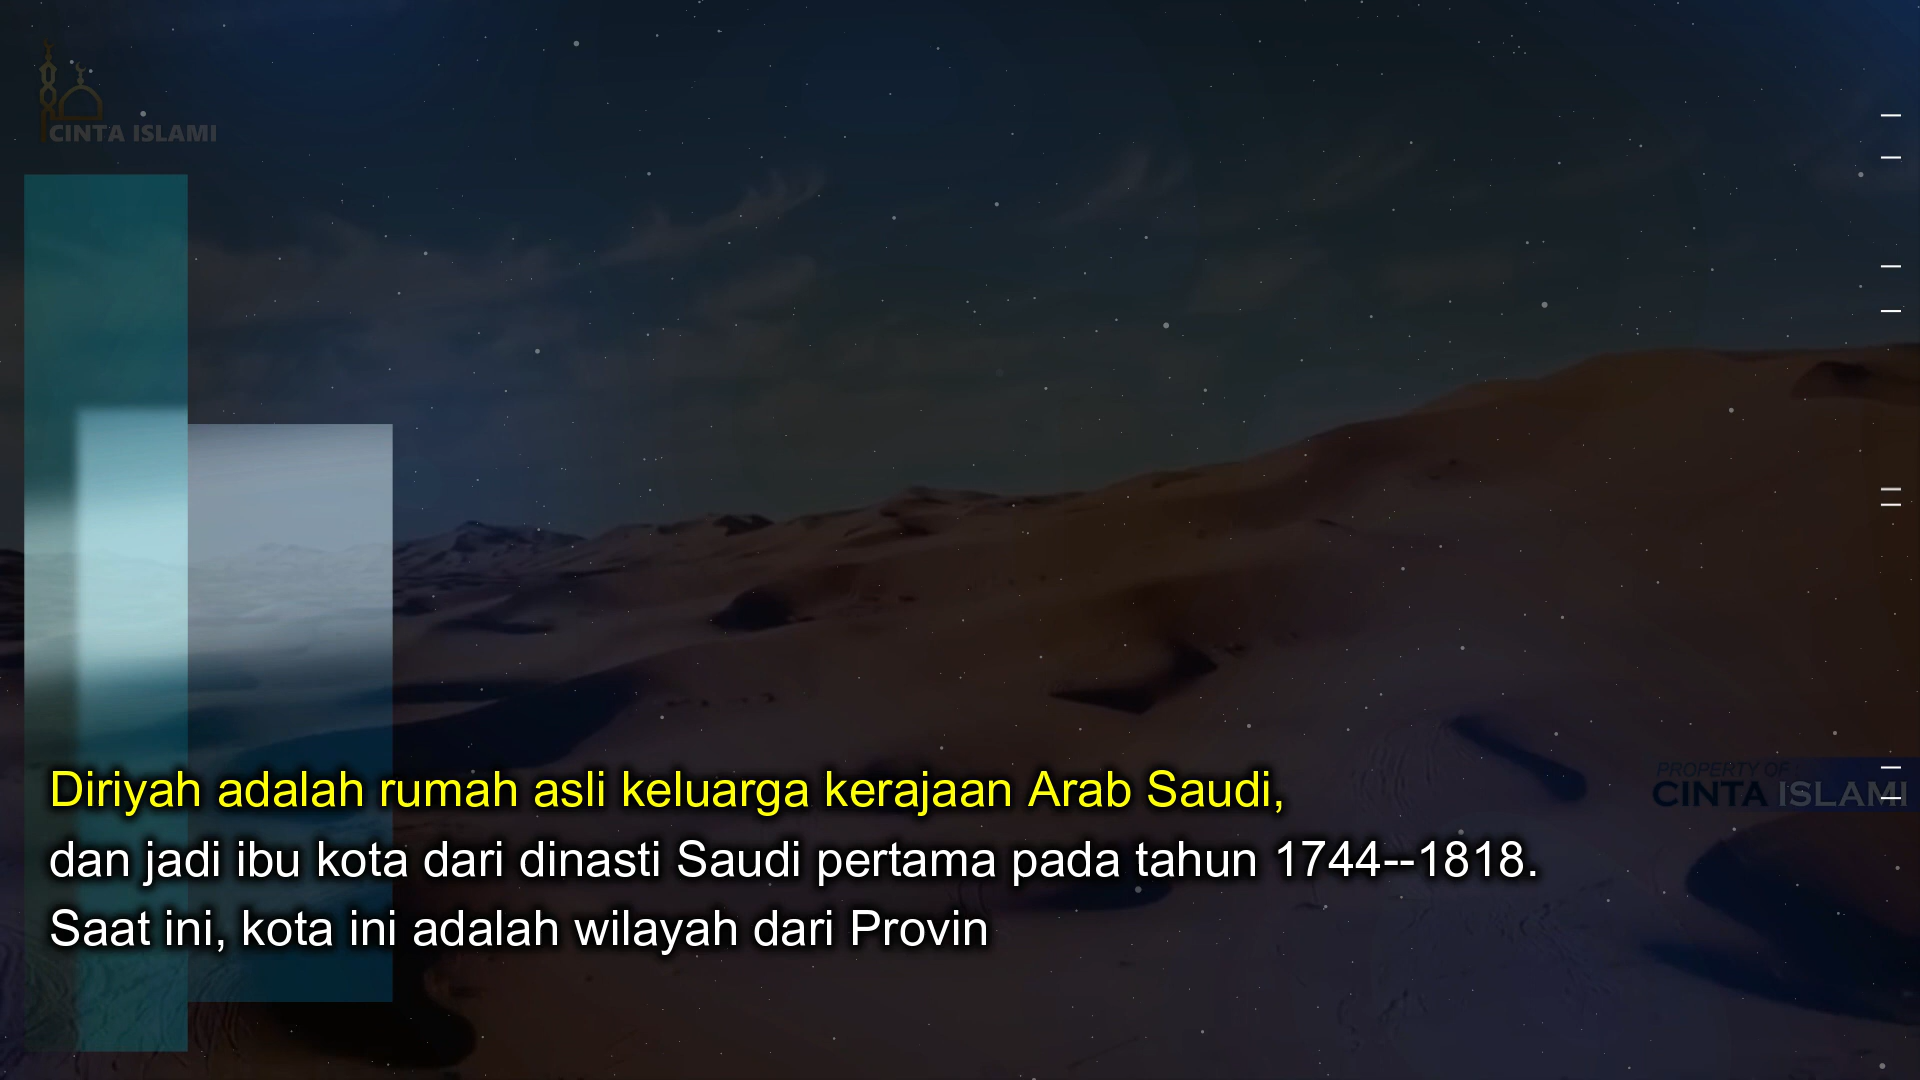 CINTA ISLAMI
Diriyah adalah rumah asli keluarga kerajaan Arab Saudi,
dan jadi ibu kota dari dinasti Saudi pertama pada tahun 1744--1818.
Saat ini, kota ini adalah wilayah dari Provin
PROPERTY OF :
CINTA ISLAMI